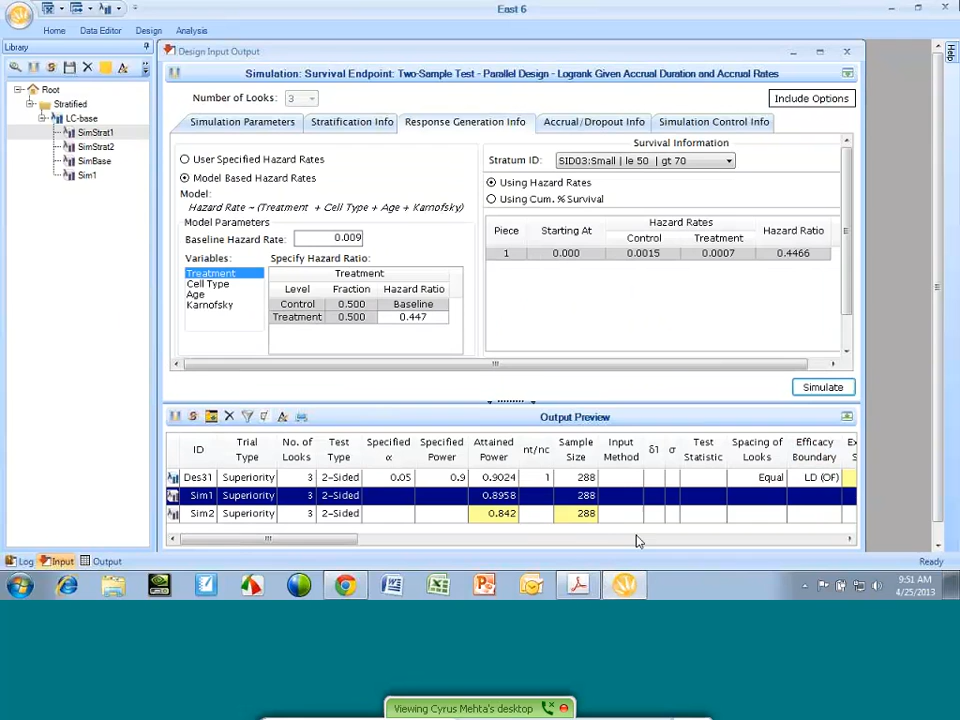 East 6
Home Data Editor Design Analysis
Library
Root
Stratified
LC-base
SimStrat1
SimStrat2
SimBase
Sim1
Design Input Output
Simulation: Survival Endpoint: Two-Sample Test - Parallel Design - Logrank Given Accrual Duration and Accrual Rates
Number of Looks: 3
Include Options
Simulation Parameters Stratification Info Response Generation Info Accrual/Dropout Info Simulation Control Info
User Specified Hazard Rates
Model Based Hazard Rates
Model:
Hazard Rate ~ (Treatment + Cell Type + Age + Karnofsky)
Model Parameters
Baseline Hazard Rate: 0.009
Variables: Specify Hazard Ratio:
Treatment
Cell Type
Age
Karnofsky
Treatment
Level Fraction Hazard Ratio
Control 0.500 Baseline
Treatment 0.500 0.447
Survival Information
Stratum ID: SID03:Small | le 50 | gt 70
Using Hazard Rates
Using Cum. % Survival
Piece Starting At Hazard Rates Hazard Ratio
Control Treatment
1 0.000 0.0015 0.0007 0.4466
Simulate
Output Preview
ID Trial Type No. of Looks Test Type Specified α Specified Power Attained Power nt/nc Sample Size Input Method δ1 σ Test Statistic Spacing of Looks Efficacy Boundary
Des31 Superiority 3 2-Sided 0.05 0.9 0.9024 1 288 Equal LD (OF)
Sim1 Superiority 3 2-Sided 0.8958 288
Sim2 Superiority 3 2-Sided 0.842 288
Log Input Output Ready
9:51 AM
4/25/2013
Viewing Cyrus Mehta's desktop
Help